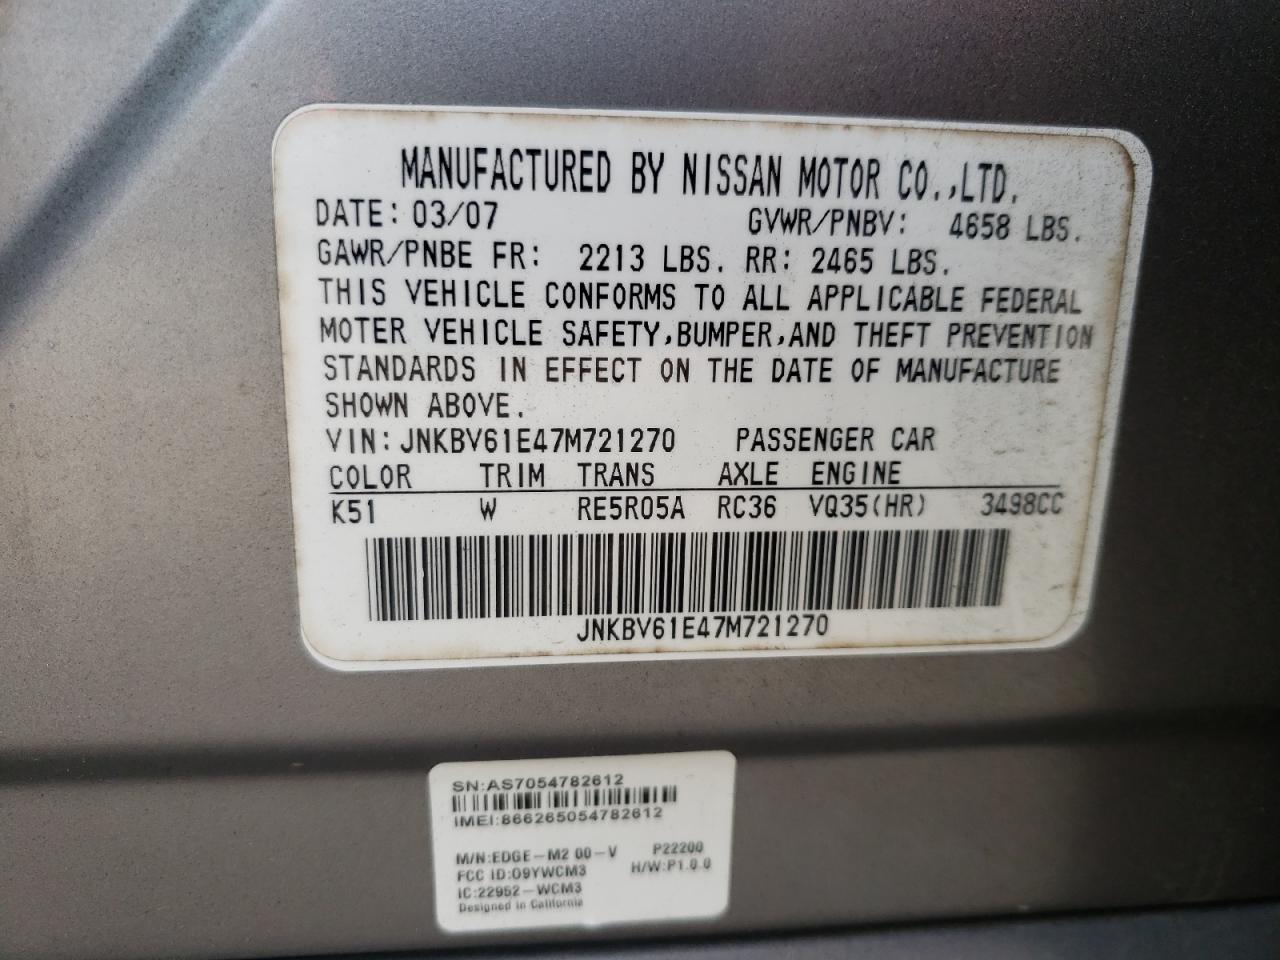 MANUFACTURED BY NISSAN MOTOR CO.,LTD.
DATE: 03/07 GVWR/PNBV: 4658 LBS.
GAWR/PNBE FR: 2213 LBS. RR: 2465 LBS.
THIS VEHICLE CONFORMS TO ALL APPLICABLE FEDERAL
MOTER VEHICLE SAFETY,BUMPER,AND THEFT PREVENTION
STANDARDS IN EFFECT ON THE DATE OF MANUFACTURE
SHOWN ABOVE.
VIN: JNKBV61E47M721270 PASSENGER CAR
COLOR TRIM TRANS AXLE ENGINE
K51 W RE5R05A RC36 VQ35(HR) 3498CC
JNKBV61E47M721270
SN:AS7054782612
IMEI:866265054782612
M/N:EDGE-M2 00-V P22200
FCC ID:O9YWCM3 H/W:P1.0.0
IC:22952-WCM3
Designed in California